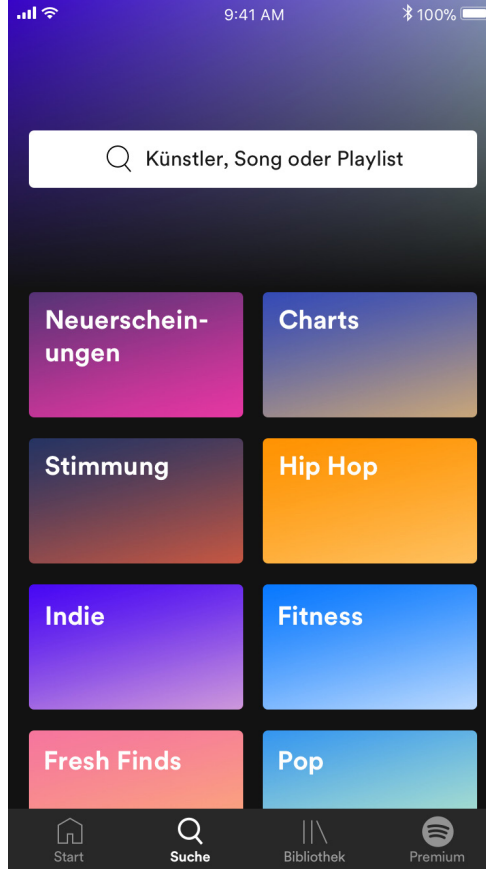 9:41 AM 100%
Künstler, Song oder Playlist
Neuerschein-
ungen
Charts
Stimmung
Hip Hop
Indie
Fitness
Fresh Finds
Pop
Start
Suche
Bibliothek
Premium